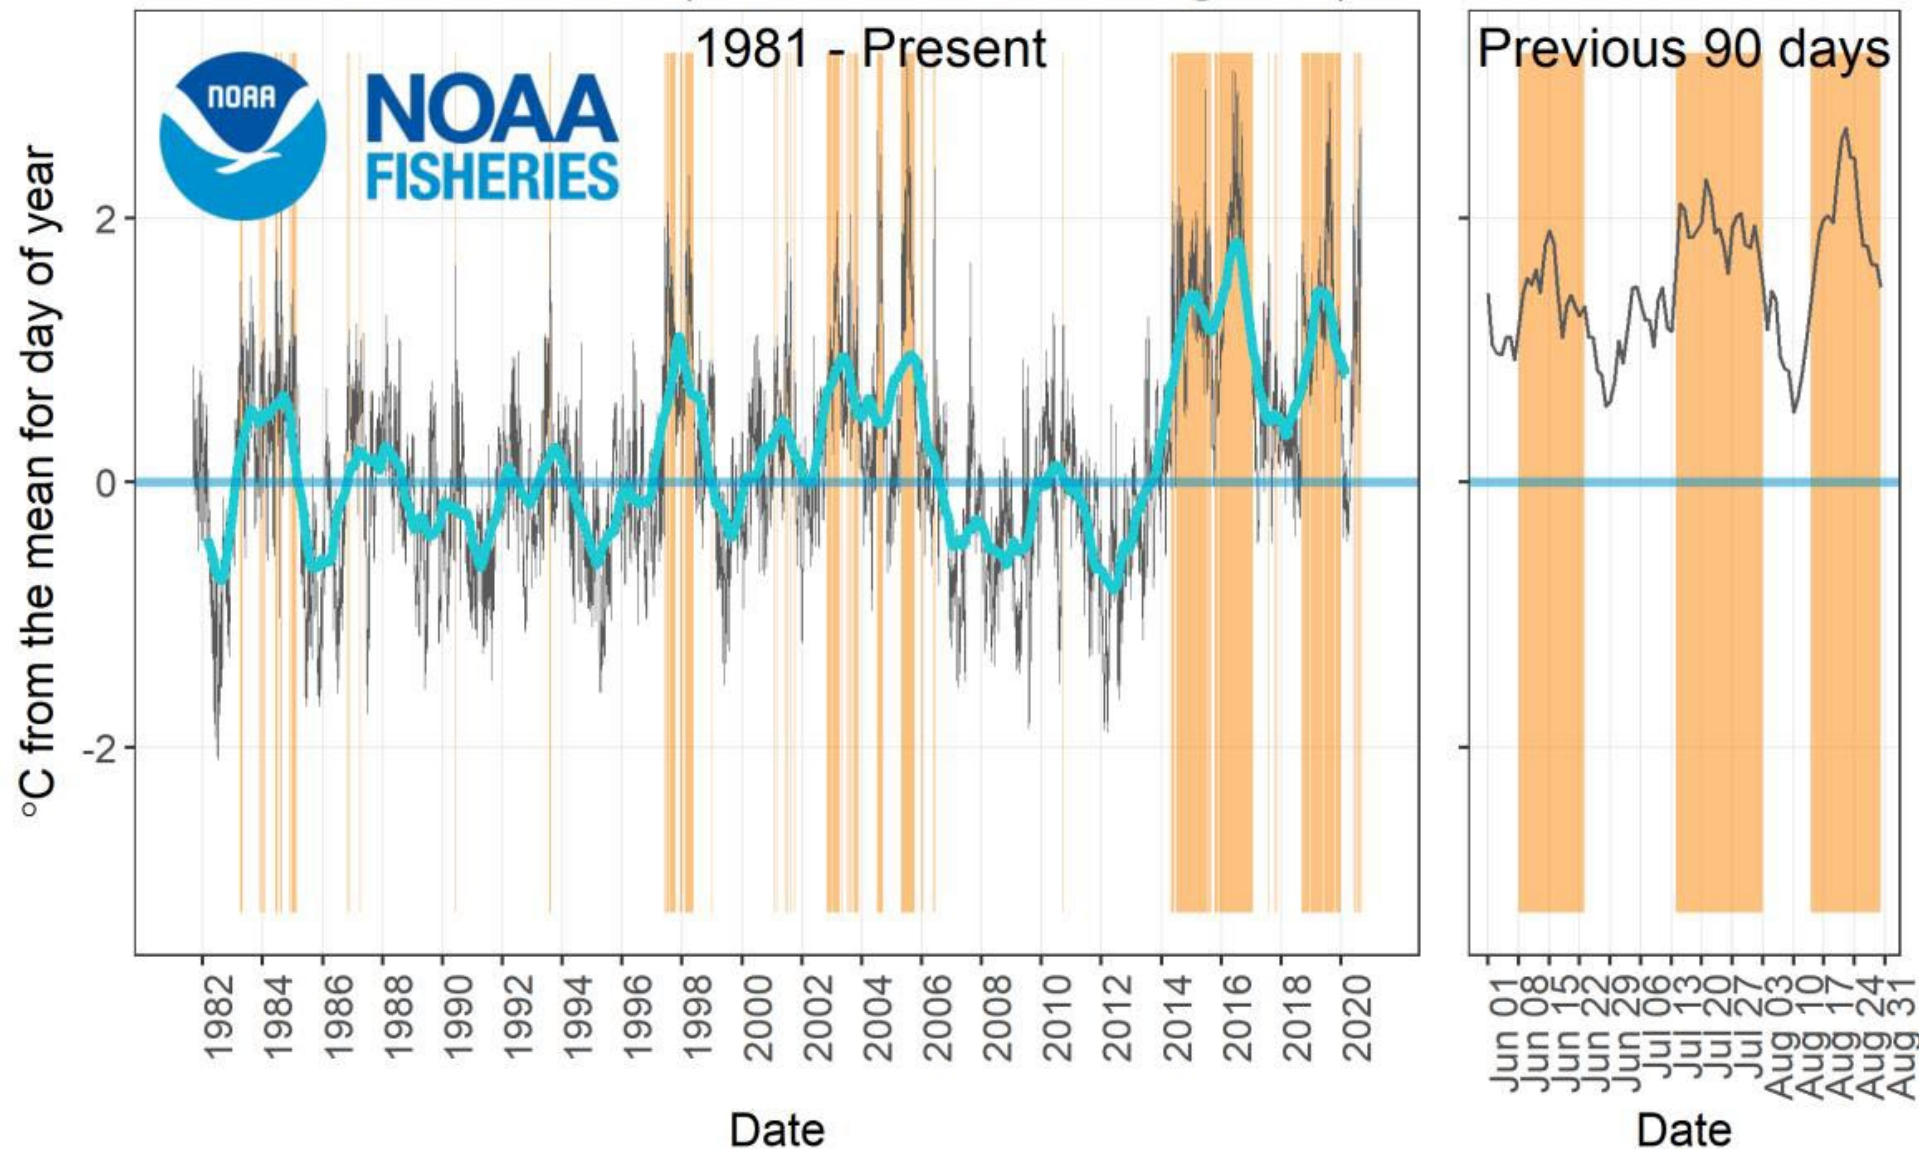 1981 - Present
Previous 90 days
NOAA
NOAA
FISHERIES
°C from the mean for day of year
2
0
-2
1982
1984
1986
1988
1990
1992
1994
1996
1998
2000
2002
2004
2006
2008
2010
2012
2014
2016
2018
2020
Jun 01
Jun 08
Jun 15
Jun 22
Jun 29
Jul 06
Jul 13
Jul 20
Jul 27
Aug 03
Aug 10
Aug 17
Aug 24
Aug 31
Date
Date